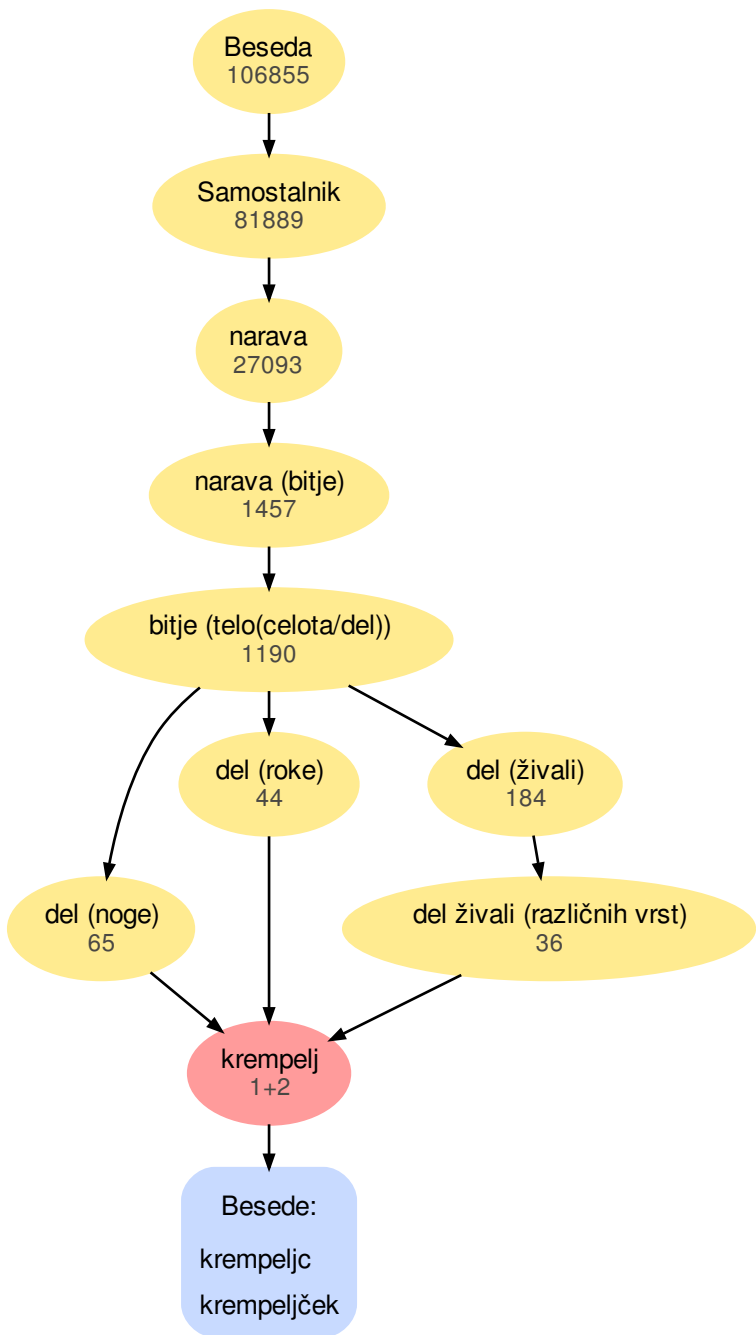 Beseda
106855
Samostalnik
81889
narava
27093
narava (bitje)
1457
bitje (telo(celota/del))
1190
del (roke)
44
del (živali)
184
del (noge)
65
del živali (različnih vrst)
36
krempelj
1+2
Besede:
krempeljc
krempeljček